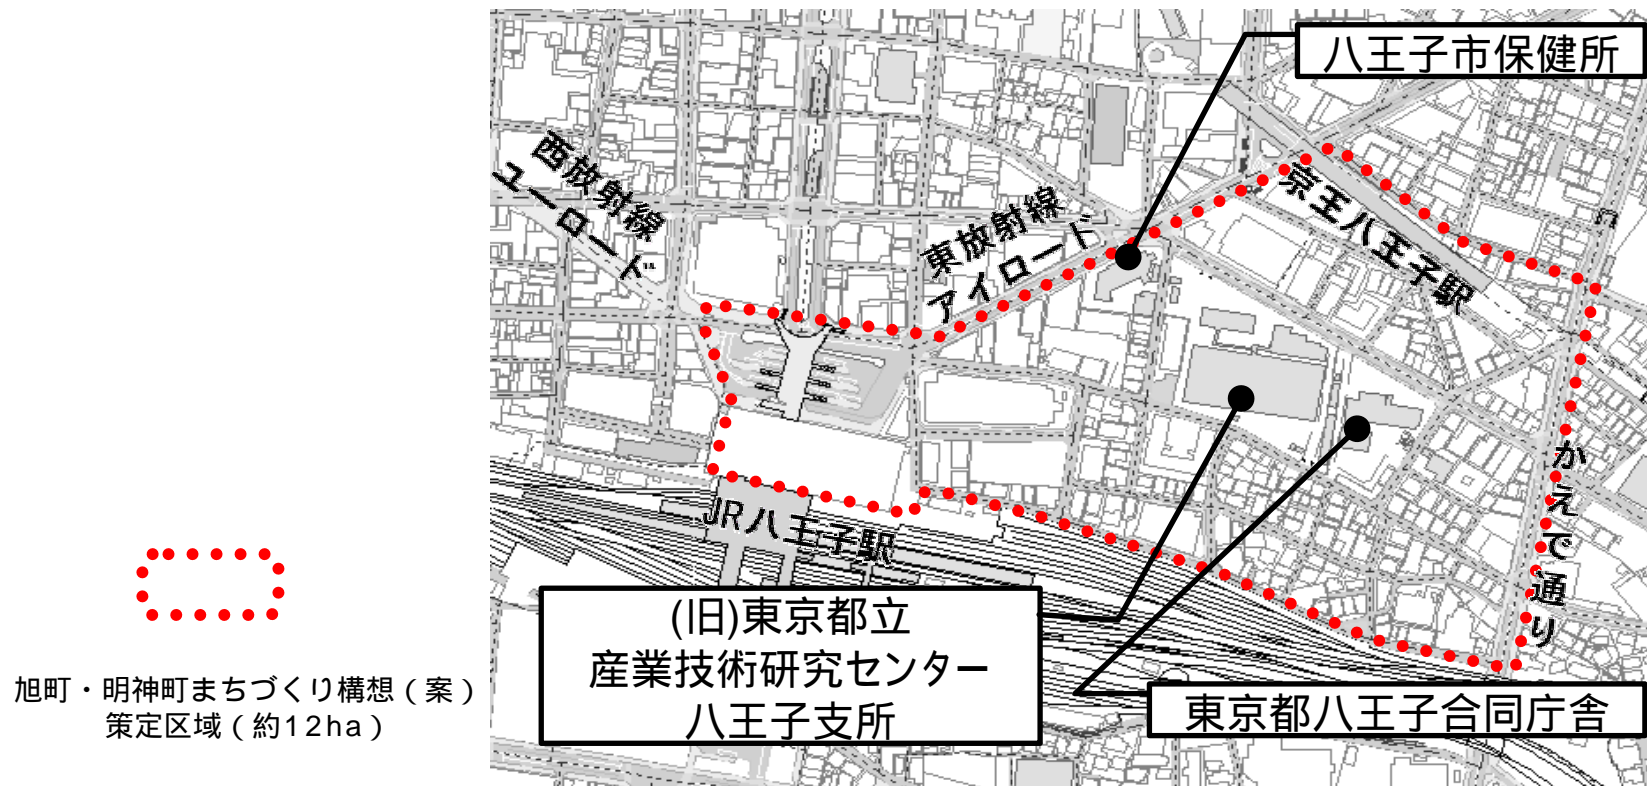 八王子市保健所
西放射線
ユーロード
東放射線
アイロード
京王八王子駅
かえで通り
JR八王子駅
(旧)東京都立
産業技術研究センター
八王子支所
東京都八王子合同庁舎
旭町・明神町まちづくり構想(案)
策定区域(約12ha)